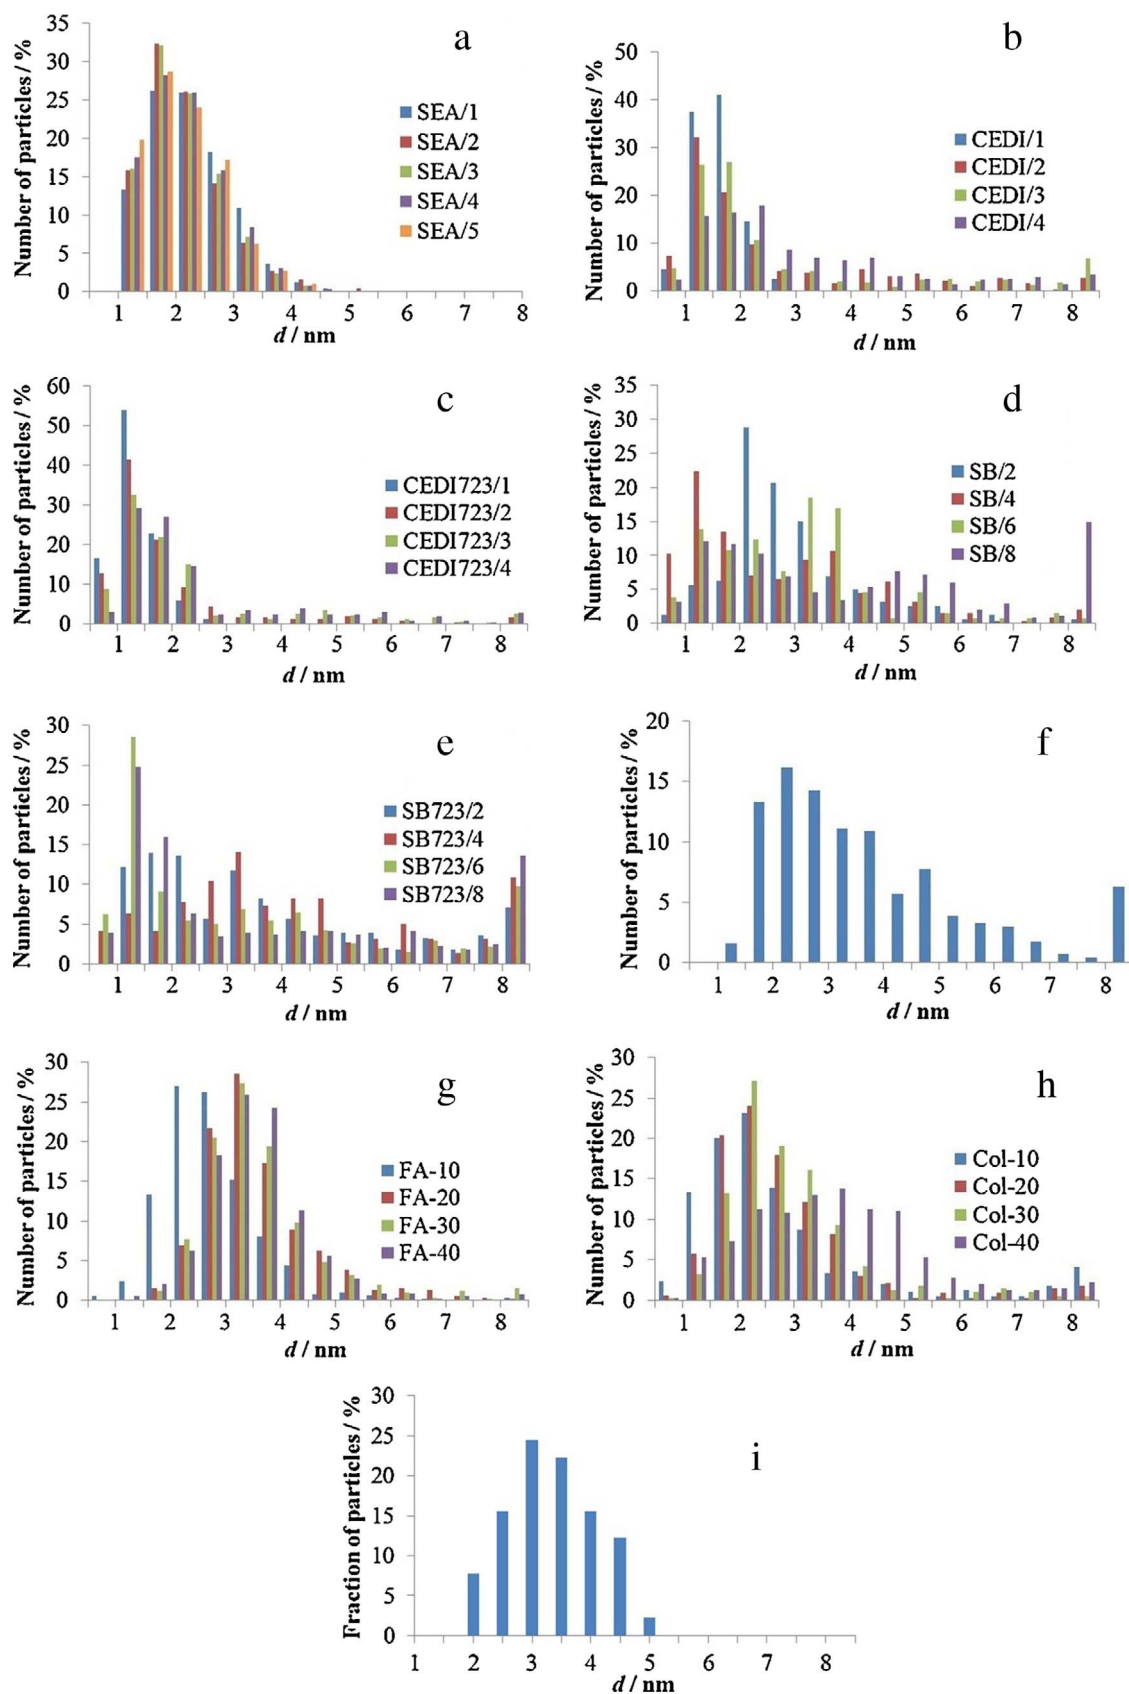 a
Number of particles / %
35
30
25
20
15
10
5
0
SEA/1
SEA/2
SEA/3
SEA/4
SEA/5
1 2 3 4 5 6 7 8
d / nm
b
Number of particles / %
50
40
30
20
10
0
CEDI/1
CEDI/2
CEDI/3
CEDI/4
1 2 3 4 5 6 7 8
d / nm
c
Number of particles / %
60
50
40
30
20
10
0
CEDI723/1
CEDI723/2
CEDI723/3
CEDI723/4
1 2 3 4 5 6 7 8
d / nm
d
Number of particles / %
35
30
25
20
15
10
5
0
SB/2
SB/4
SB/6
SB/8
1 2 3 4 5 6 7 8
d / nm
e
Number of particles / %
30
25
20
15
10
5
0
SB723/2
SB723/4
SB723/6
SB723/8
1 2 3 4 5 6 7 8
d / nm
f
Number of particles / %
20
15
10
5
0
1 2 3 4 5 6 7 8
d / nm
g
Number of particles / %
30
25
20
15
10
5
0
FA-10
FA-20
FA-30
FA-40
1 2 3 4 5 6 7 8
d / nm
h
Number of particles / %
30
25
20
15
10
5
0
Col-10
Col-20
Col-30
Col-40
1 2 3 4 5 6 7 8
d / nm
i
Fraction of particles / %
30
25
20
15
10
5
0
1 2 3 4 5 6 7 8
d / nm